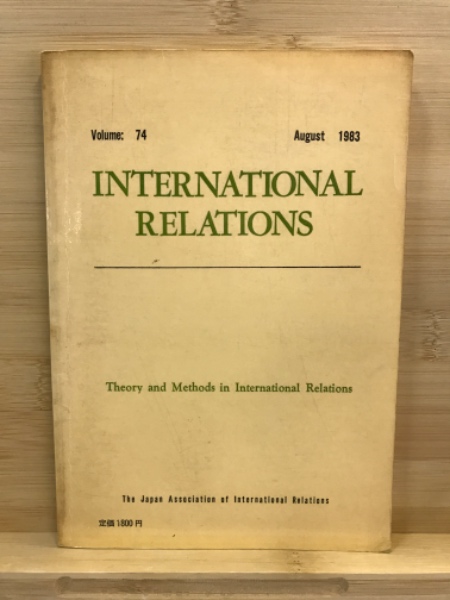 Volume: 74 August 1983
INTERNATIONAL
RELATIONS
Theory and Methods in International Relations
The Japan Association of International Relations
定価1800円